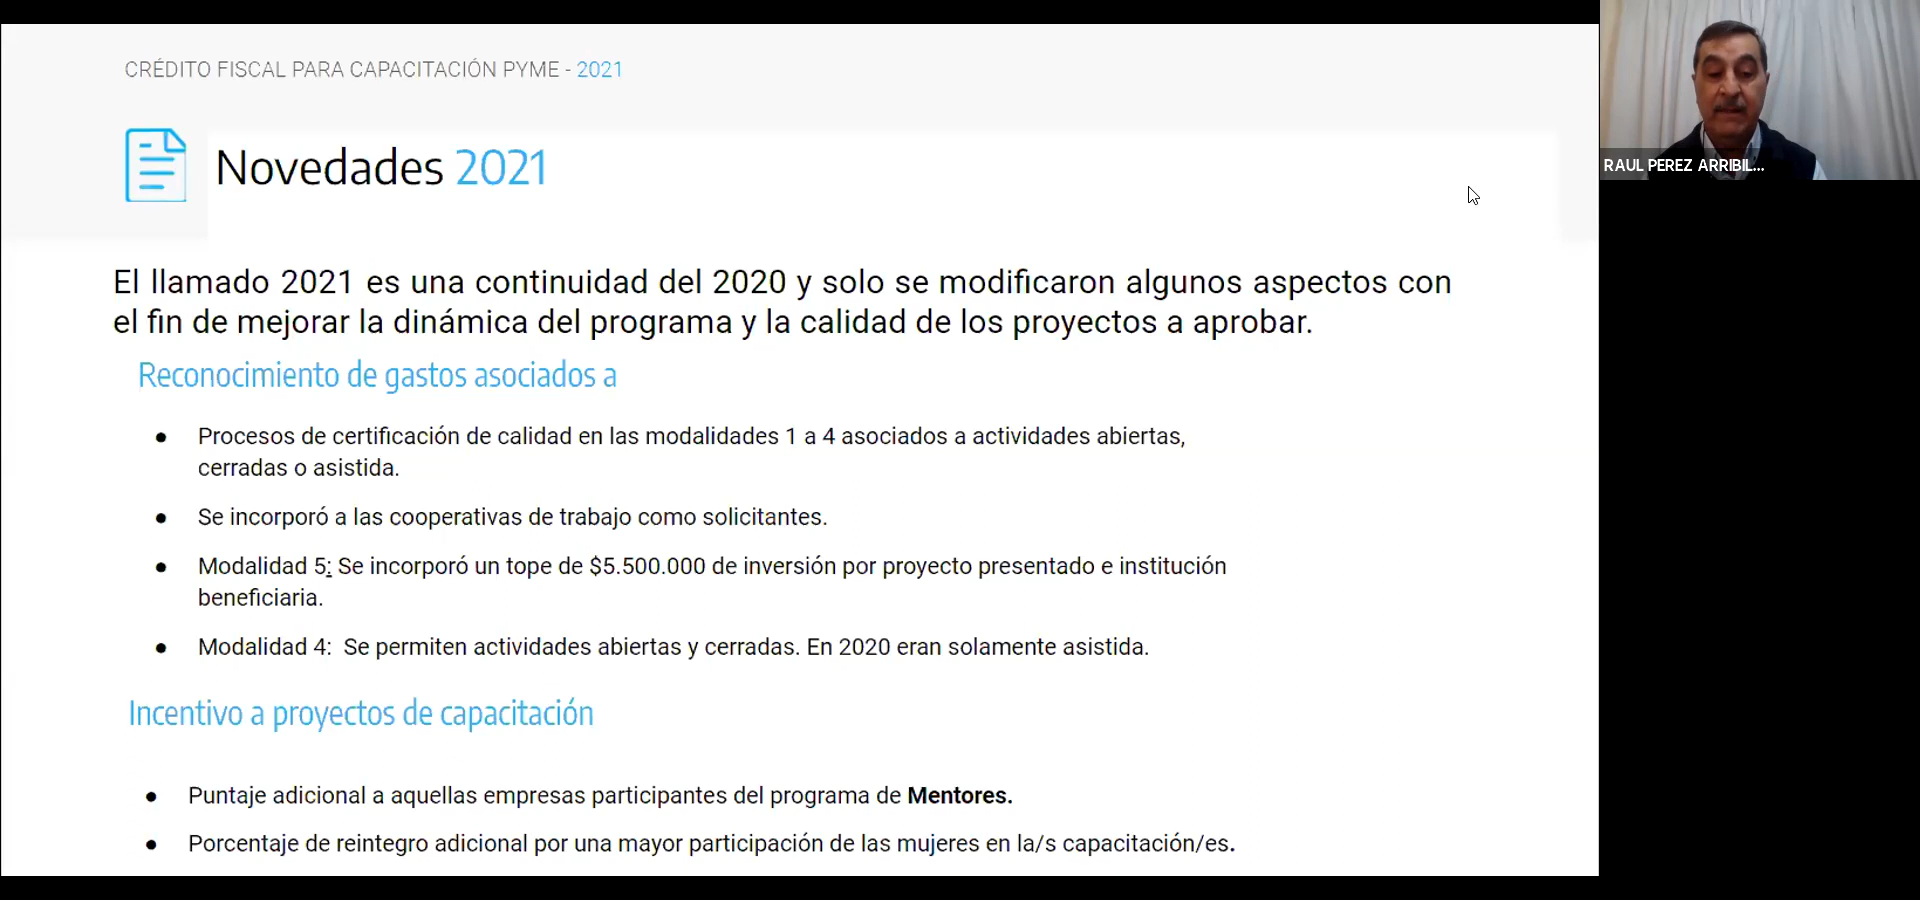 CRÉDITO FISCAL PARA CAPACITACIÓN PYME - 2021
Novedades 2021
El llamado 2021 es una continuidad del 2020 y solo se modificaron algunos aspectos con
el fin de mejorar la dinámica del programa y la calidad de los proyectos a aprobar.
Reconocimiento de gastos asociados a
● Procesos de certificación de calidad en las modalidades 1 a 4 asociados a actividades abiertas,
cerradas o asistida.
● Se incorporó a las cooperativas de trabajo como solicitantes.
● Modalidad 5: Se incorporó un tope de $5.500.000 de inversión por proyecto presentado e institución
beneficiaria.
● Modalidad 4: Se permiten actividades abiertas y cerradas. En 2020 eran solamente asistida.
Incentivo a proyectos de capacitación
● Puntaje adicional a aquellas empresas participantes del programa de Mentores.
● Porcentaje de reintegro adicional por una mayor participación de las mujeres en la/s capacitación/es.
RAUL PEREZ ARRIBIL...